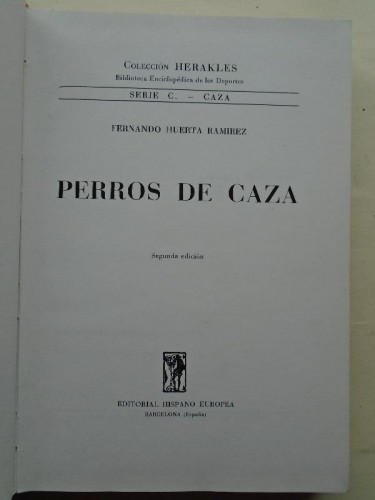 COLECCIÓN HERAKLES
Biblioteca Enciclopédica de los Deportes
SERIE C. - CAZA
FERNANDO HUERTA RAMIREZ
PERROS DE CAZA
Segunda edición
EDITORIAL HISPANO EUROPEA
BARCELONA (España)